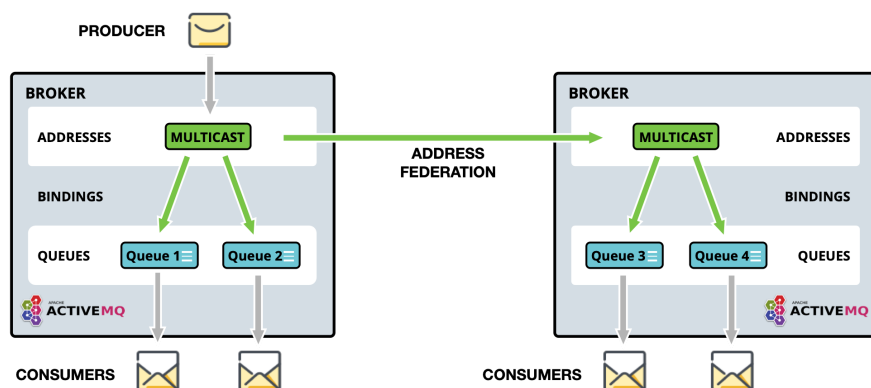 PRODUCER
BROKER
ADDRESSES
MULTICAST
BINDINGS
QUEUES
Queue 1
Queue 2
APACHE
ACTIVEMQ
CONSUMERS
ADDRESS
FEDERATION
BROKER
MULTICAST
ADDRESSES
BINDINGS
Queue 3
Queue 4
QUEUES
APACHE
ACTIVEMQ
CONSUMERS